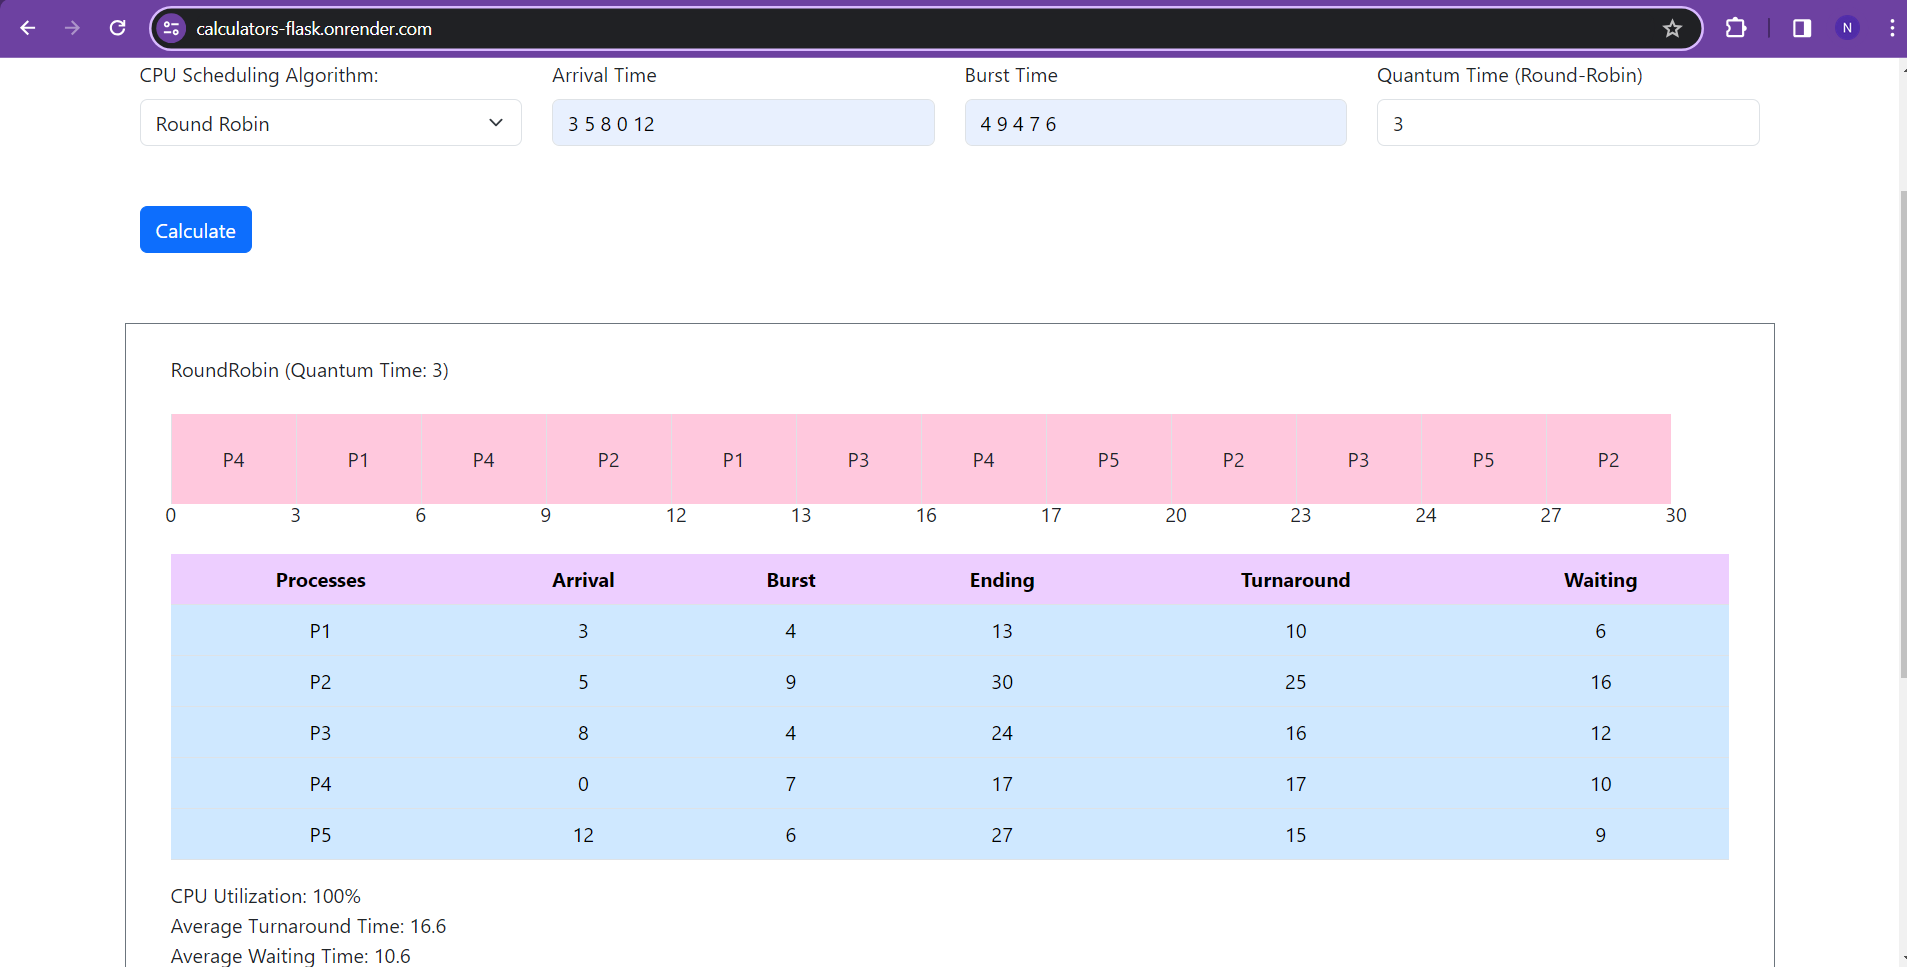 calculators-flask.onrender.com
N
CPU Scheduling Algorithm: Arrival Time Burst Time Quantum Time (Round-Robin)
Round Robin 3 5 8 0 12 4 9 4 7 6 3
Calculate
RoundRobin (Quantum Time: 3)
P4 P1 P4 P2 P1 P3 P4 P5 P2 P3 P5 P2
0 3 6 9 12 13 16 17 20 23 24 27 30
Processes Arrival Burst Ending Turnaround Waiting
P1 3 4 13 10 6
P2 5 9 30 25 16
P3 8 4 24 16 12
P4 0 7 17 17 10
P5 12 6 27 15 9
CPU Utilization: 100%
Average Turnaround Time: 16.6
Average Waiting Time: 10.6